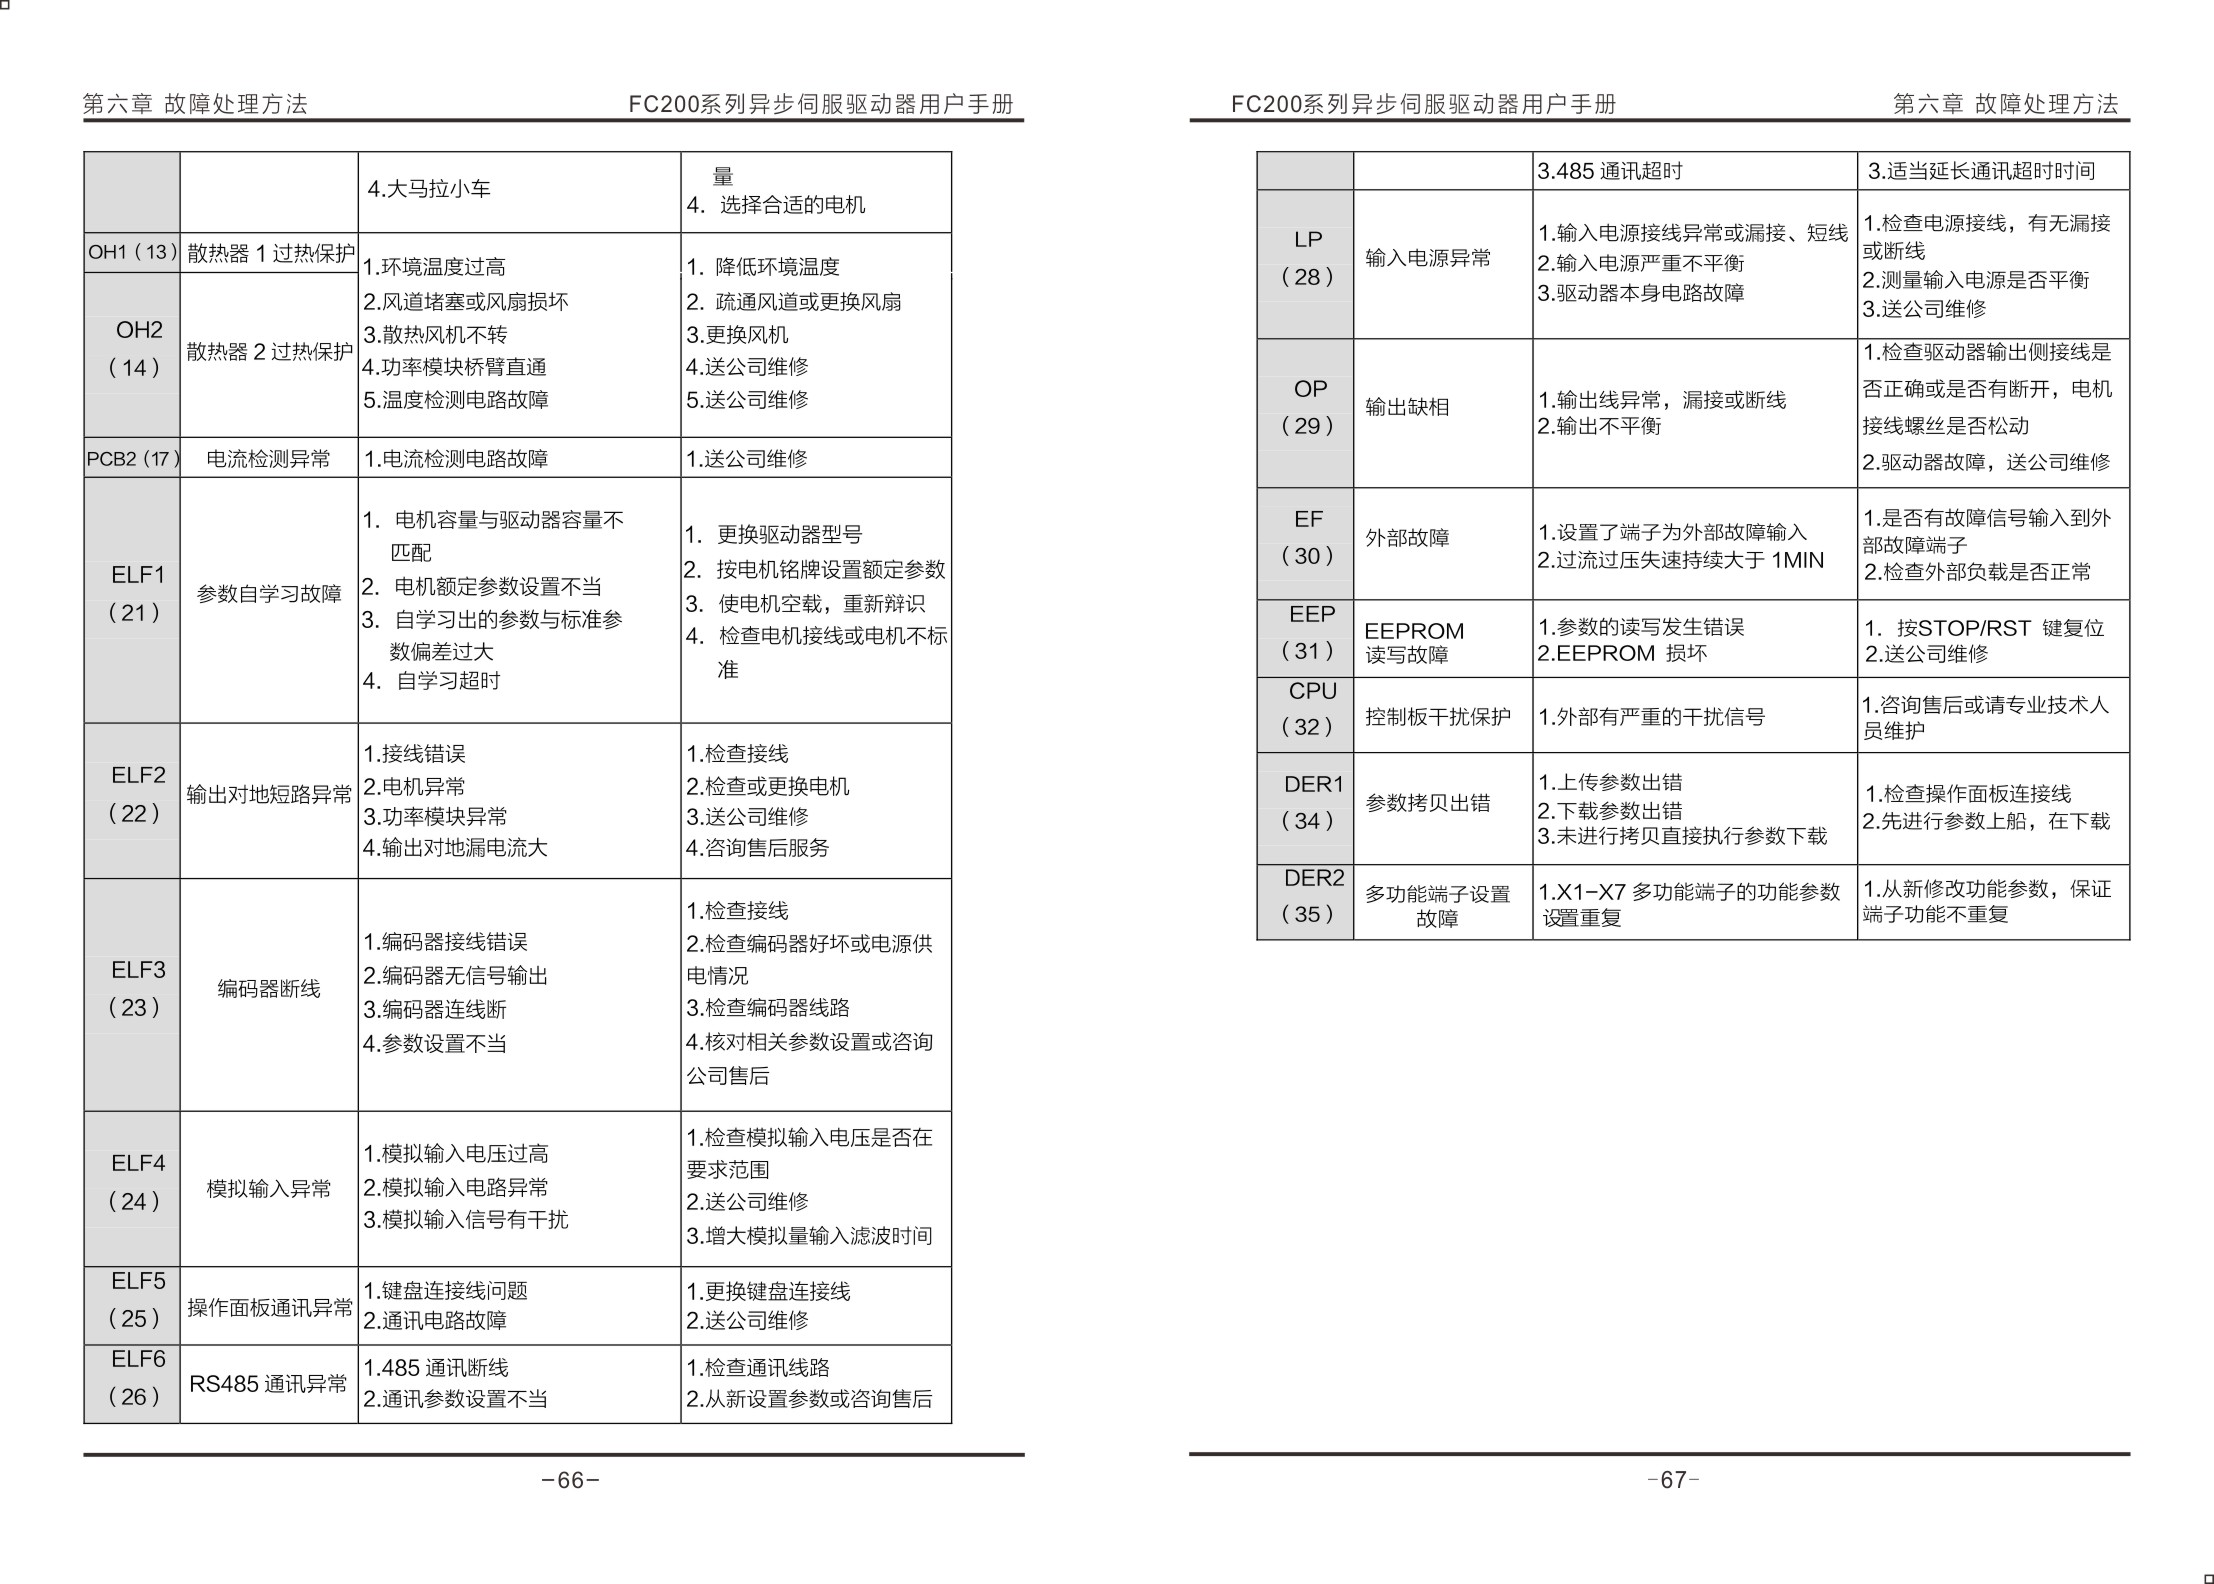 第六章 故障处理方法
FC200系列异步伺服驱动器用户手册
4.大马拉小车
量
4. 选择合适的电机
OH1（13）
散热器 1 过热保护
OH2
（14）
散热器 2 过热保护
1.环境温度过高
2.风道堵塞或风扇损坏
3.散热风机不转
4.功率模块桥臂直通
5.温度检测电路故障
1. 降低环境温度
2. 疏通风道或更换风扇
3.更换风机
4.送公司维修
5.送公司维修
PCB2（17）
电流检测异常
1.电流检测电路故障
1.送公司维修
ELF1
（21）
参数自学习故障
1. 电机容量与驱动器容量不
匹配
2. 电机额定参数设置不当
3. 自学习出的参数与标准参
数偏差过大
4. 自学习超时
1. 更换驱动器型号
2. 按电机铭牌设置额定参数
3. 使电机空载，重新辩识
4. 检查电机接线或电机不标
准
ELF2
（22）
输出对地短路异常
1.接线错误
2.电机异常
3.功率模块异常
4.输出对地漏电流大
1.检查接线
2.检查或更换电机
3.送公司维修
4.咨询售后服务
ELF3
（23）
编码器断线
1.编码器接线错误
2.编码器无信号输出
3.编码器连线断
4.参数设置不当
1.检查接线
2.检查编码器好坏或电源供
电情况
3.检查编码器线路
4.核对相关参数设置或咨询
公司售后
ELF4
（24）
模拟输入异常
1.模拟输入电压过高
2.模拟输入电路异常
3.模拟输入信号有干扰
1.检查模拟输入电压是否在
要求范围
2.送公司维修
3.增大模拟量输入滤波时间
ELF5
（25）
操作面板通讯异常
1.键盘连接线问题
2.通讯电路故障
1.更换键盘连接线
2.送公司维修
ELF6
（26）
RS485 通讯异常
1.485 通讯断线
2.通讯参数设置不当
1.检查通讯线路
2.从新设置参数或咨询售后
-66-
FC200系列异步伺服驱动器用户手册
第六章 故障处理方法
3.485 通讯超时
3.适当延长通讯超时时间
LP
（28）
输入电源异常
1.输入电源接线异常或漏接、短线
2.输入电源严重不平衡
3.驱动器本身电路故障
1.检查电源接线，有无漏接
或断线
2.测量输入电源是否平衡
3.送公司维修
OP
（29）
输出缺相
1.输出线异常，漏接或断线
2.输出不平衡
1.检查驱动器输出侧接线是
否正确或是否有断开，电机
接线螺丝是否松动
2.驱动器故障，送公司维修
EF
（30）
外部故障
1.设置了端子为外部故障输入
2.过流过压失速持续大于 1MIN
1.是否有故障信号输入到外
部故障端子
2.检查外部负载是否正常
EEP
（31）
EEPROM
读写故障
1.参数的读写发生错误
2.EEPROM 损坏
1. 按STOP/RST 键复位
2.送公司维修
CPU
（32）
控制板干扰保护
1.外部有严重的干扰信号
1.咨询售后或请专业技术人
员维护
DER1
（34）
参数拷贝出错
1.上传参数出错
2.下载参数出错
3.未进行拷贝直接执行参数下载
1.检查操作面板连接线
2.先进行参数上船，在下载
DER2
（35）
多功能端子设置
故障
1.X1-X7 多功能端子的功能参数
设置重复
1.从新修改功能参数，保证
端子功能不重复
-67-